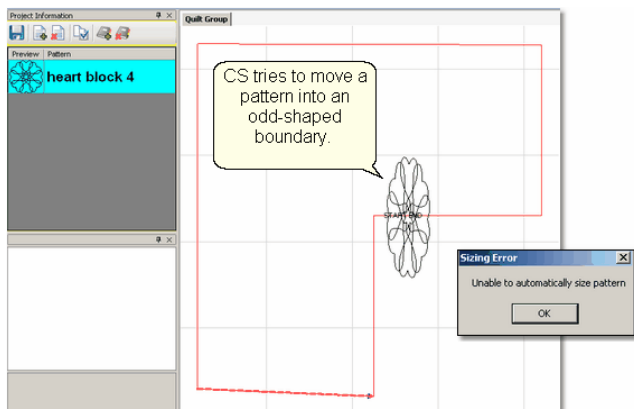 Project Information
Quilt Group
Preview Pattern
heart block 4
CS tries to move a
pattern into an
odd-shaped
boundary.
START END
Sizing Error
Unable to automatically size pattern
OK